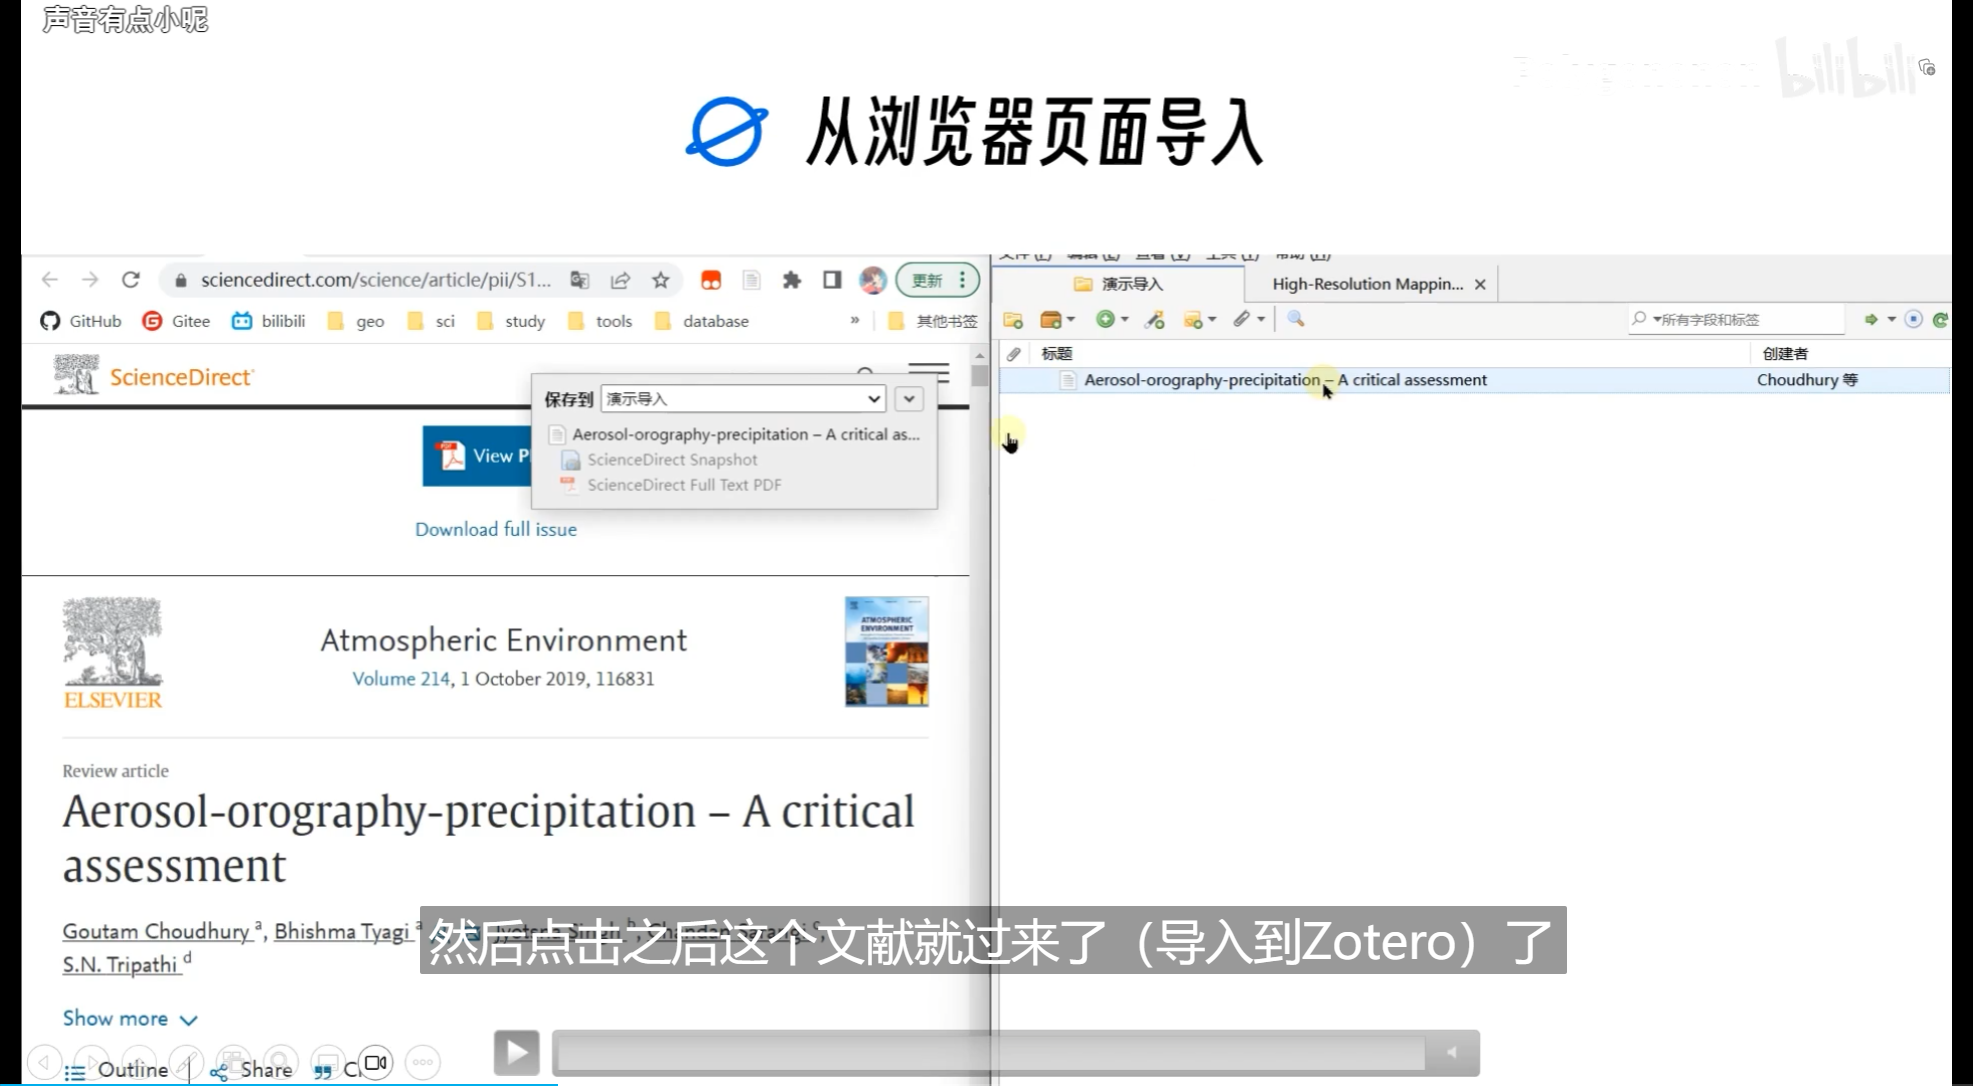 声音有点小呢
bilibili
从浏览器页面导入
sciencedirect.com/science/article/pii/S1...
更新
GitHub
Gitee
bilibili
geo
sci
study
tools
database
»
其他书签
ScienceDirect
保存到
演示导入
Aerosol-orography-precipitation – A critical as...
ScienceDirect Snapshot
ScienceDirect Full Text PDF
View P
Download full issue
ELSEVIER
Atmospheric Environment
Volume 214, 1 October 2019, 116831
ATMOSPHERIC
ENVIRONMENT
Review article
Aerosol-orography-precipitation – A critical
assessment
Goutam Choudhury a, Bhishma Tyagi a
S.N. Tripathi d
Show more
Outline
Share
演示导入
High-Resolution Mappin...
所有字段和标签
标题
创建者
Aerosol-orography-precipitation – A critical assessment
Choudhury 等
然后点击之后这个文献就过来了（导入到Zotero）了